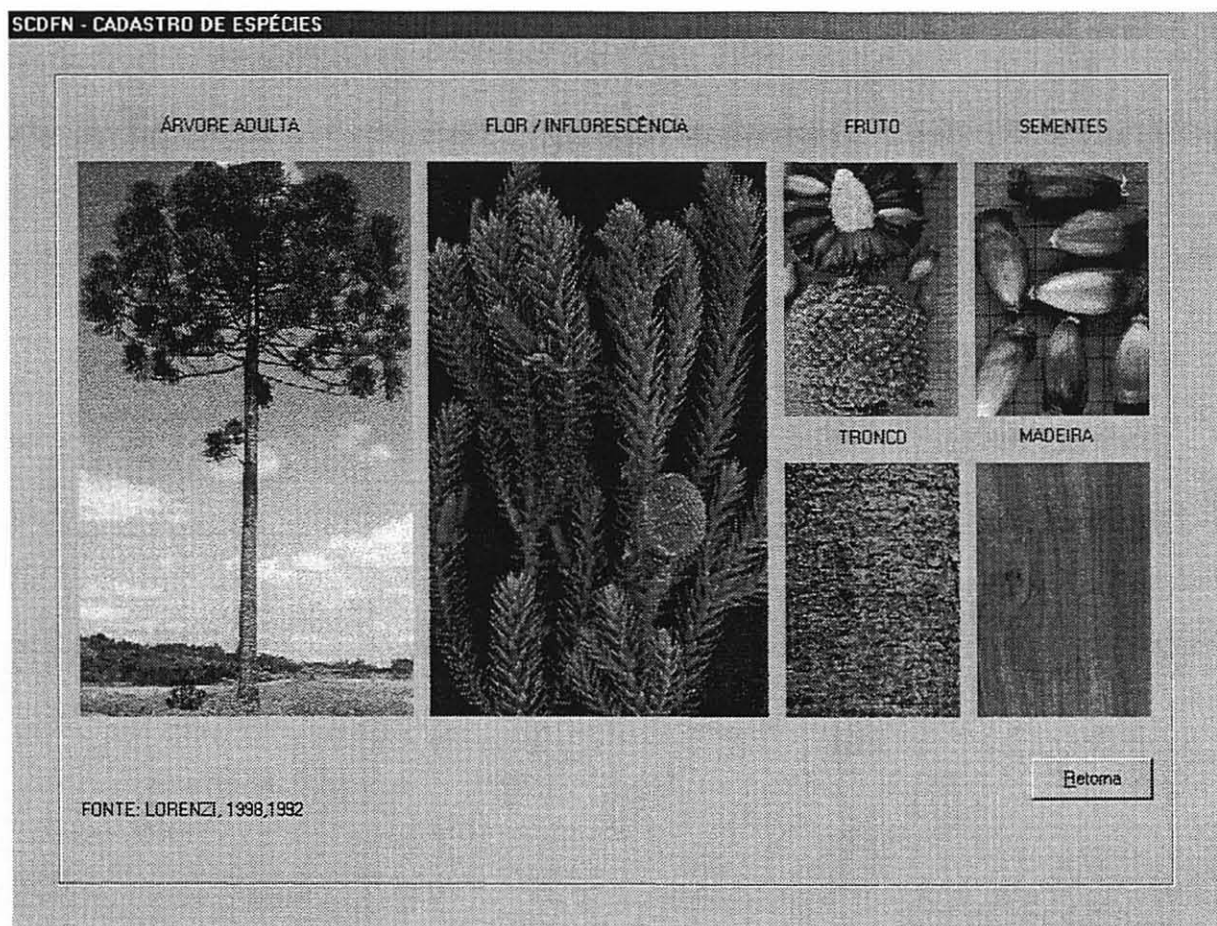 SCDFN - CADASTRO DE ESPÉCIES
ÁRVORE ADULTA
FLOR / INFLORESCÊNCIA
FRUTO
SEMENTES
TRONCO
MADEIRA
Retorna
FONTE: LORENZI, 1998,1992